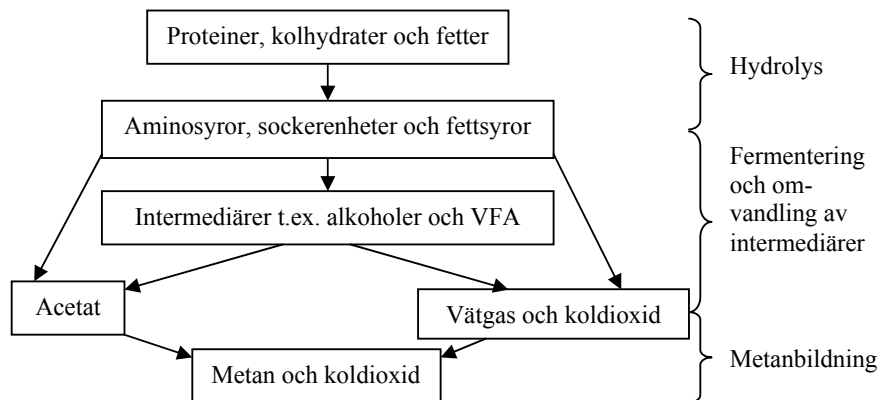 Proteiner, kolhydrater och fetter
Hydrolys
Aminosyror, sockerenheter och fettsyror
Fermentering
och om-
vandling av
intermediärer
Intermediärer t.ex. alkoholer och VFA
Acetat
Vätgas och koldioxid
Metan och koldioxid
Metanbildning